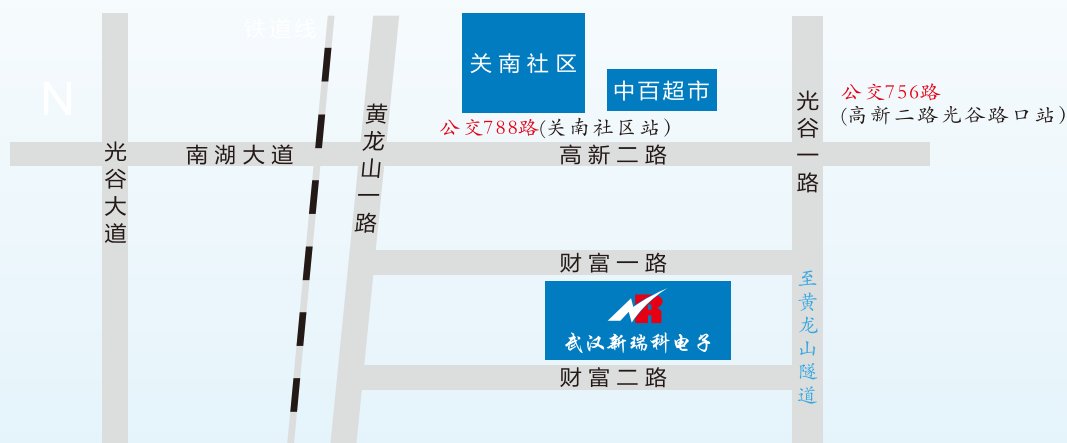 铁道线
N
关南社区
中百超市
公交788路(关南社区站)
公交756路
(高新二路光谷路口站)
光谷大道
南湖大道
黄龙山一路
高新二路
光谷一路
财富一路
NR
武汉新瑞科电子
财富二路
至黄龙山隧道